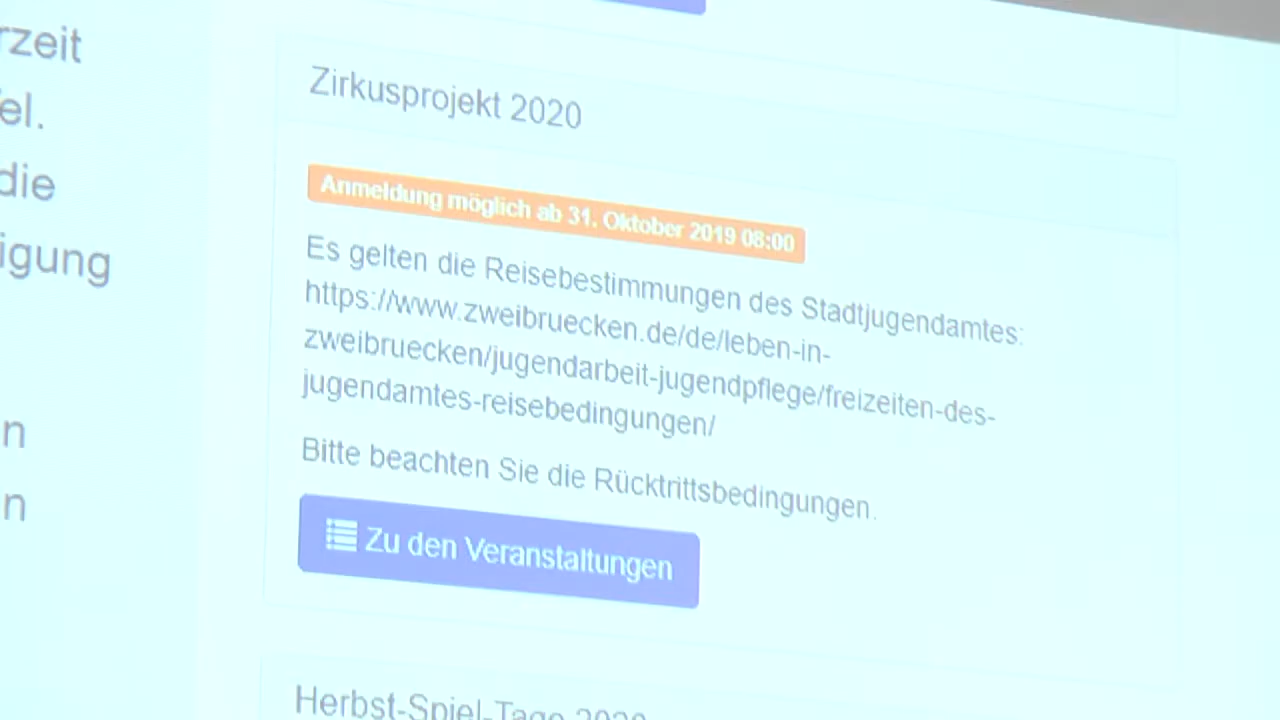 rzeit
el.
die
igung
n
n
Zirkusprojekt 2020
Anmeldung möglich ab 31. Oktober 2019 08:00
Es gelten die Reisebestimmungen des Stadtjugendamtes:
https://www.zweibruecken.de/de/leben-in-
zweibruecken/jugendarbeit-jugendpflege/freizeiten-des-
jugendamtes-reisebedingungen/
Bitte beachten Sie die Rücktrittsbedingungen.
Zu den Veranstaltungen
Herbst-Spiel-Tage 2020